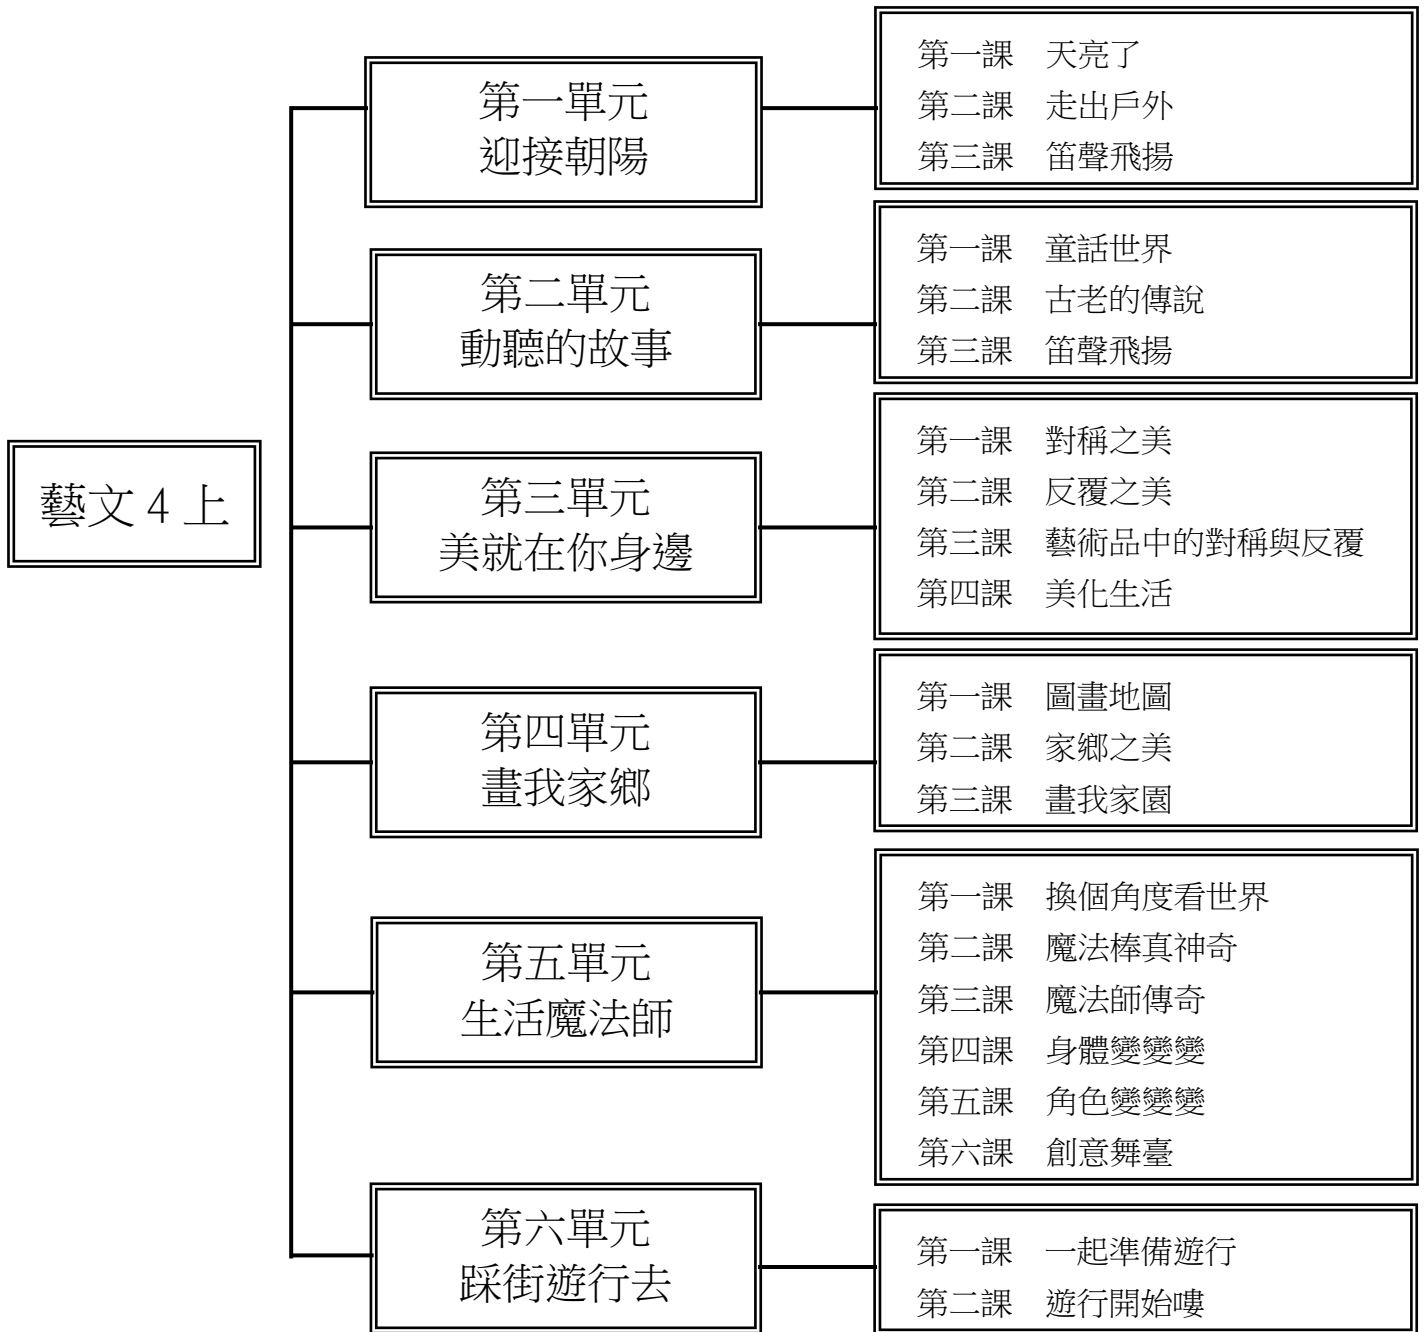 藝文 4 上
第一單元
迎接朝陽
第一課　天亮了
第二課　走出戶外
第三課　笛聲飛揚
第二單元
動聽的故事
第一課　童話世界
第二課　古老的傳說
第三課　笛聲飛揚
第三單元
美就在你身邊
第一課　對稱之美
第二課　反覆之美
第三課　藝術品中的對稱與反覆
第四課　美化生活
第四單元
畫我家鄉
第一課　圖畫地圖
第二課　家鄉之美
第三課　畫我家園
第五單元
生活魔法師
第一課　換個角度看世界
第二課　魔法棒真神奇
第三課　魔法師傳奇
第四課　身體變變變
第五課　角色變變變
第六課　創意舞臺
第六單元
踩街遊行去
第一課　一起準備遊行
第二課　遊行開始嘍